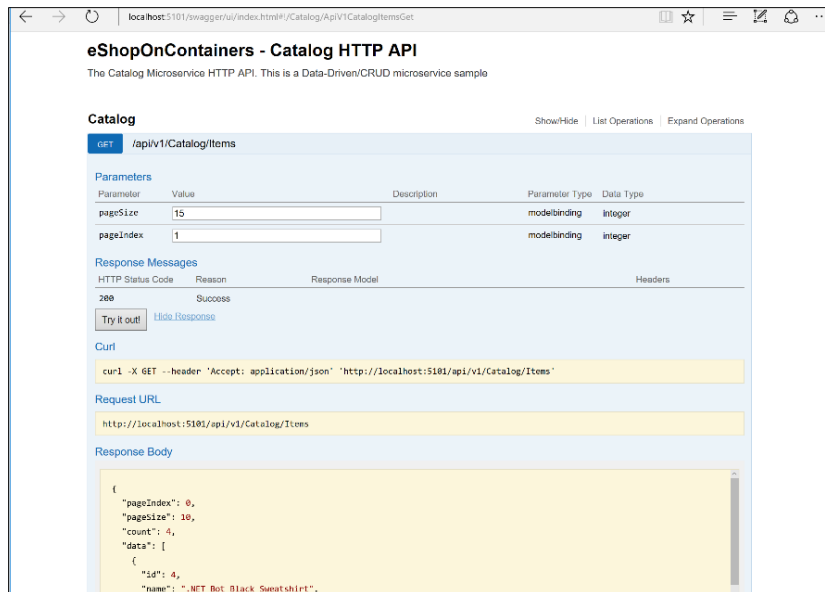 localhost:5101/swagger/ui/index.html#!/Catalog/ApiV1CatalogItemsGet
eShopOnContainers - Catalog HTTP API
The Catalog Microservice HTTP API. This is a Data-Driven/CRUD microservice sample
Catalog Show/Hide List Operations Expand Operations
GET /api/v1/Catalog/Items
Parameters
Parameter Value Description Parameter Type Data Type
pageSize 15 modelbinding integer
pageIndex 1 modelbinding integer
Response Messages
HTTP Status Code Reason Response Model Headers
200 Success
Try it out! Hide Response
Curl
curl -X GET --header 'Accept: application/json' 'http://localhost:5101/api/v1/Catalog/Items'
Request URL
http://localhost:5101/api/v1/Catalog/Items
Response Body
{
"pageIndex": 0,
"pageSize": 10,
"count": 4,
"data": [
{
"id": 4,
"name": ".NET Bot Black Sweatshirt",